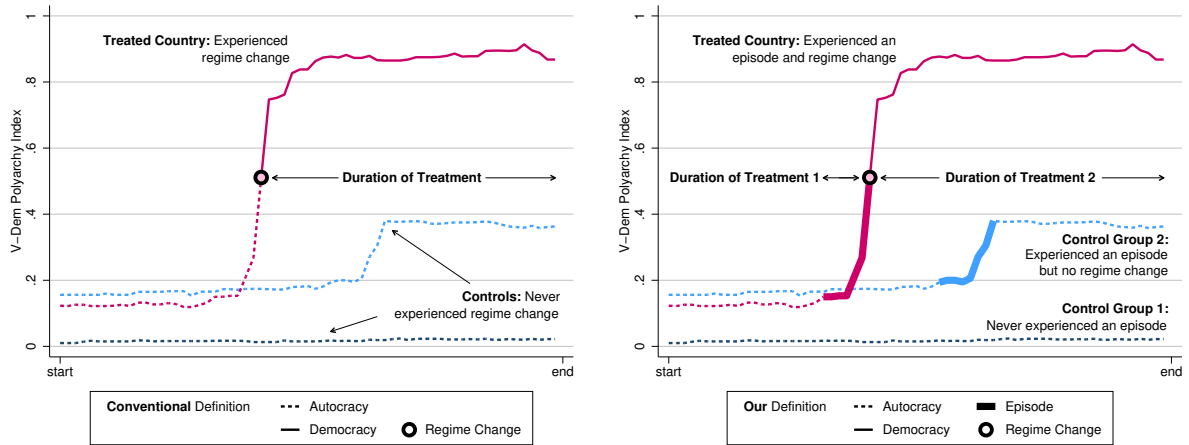 V−Dem Polyarchy Index
1
.8
.6
.4
.2
0
Treated Country: Experienced
regime change
Duration of Treatment
Controls: Never
experienced regime change
start
end
Conventional Definition
Autocracy
Democracy
Regime Change
V−Dem Polyarchy Index
1
.8
.6
.4
.2
0
Treated Country: Experienced an
episode and regime change
Duration of Treatment 1
Duration of Treatment 2
Control Group 2:
Experienced an episode
but no regime change
Control Group 1:
Never experienced an episode
start
end
Our Definition
Autocracy
Episode
Democracy
Regime Change